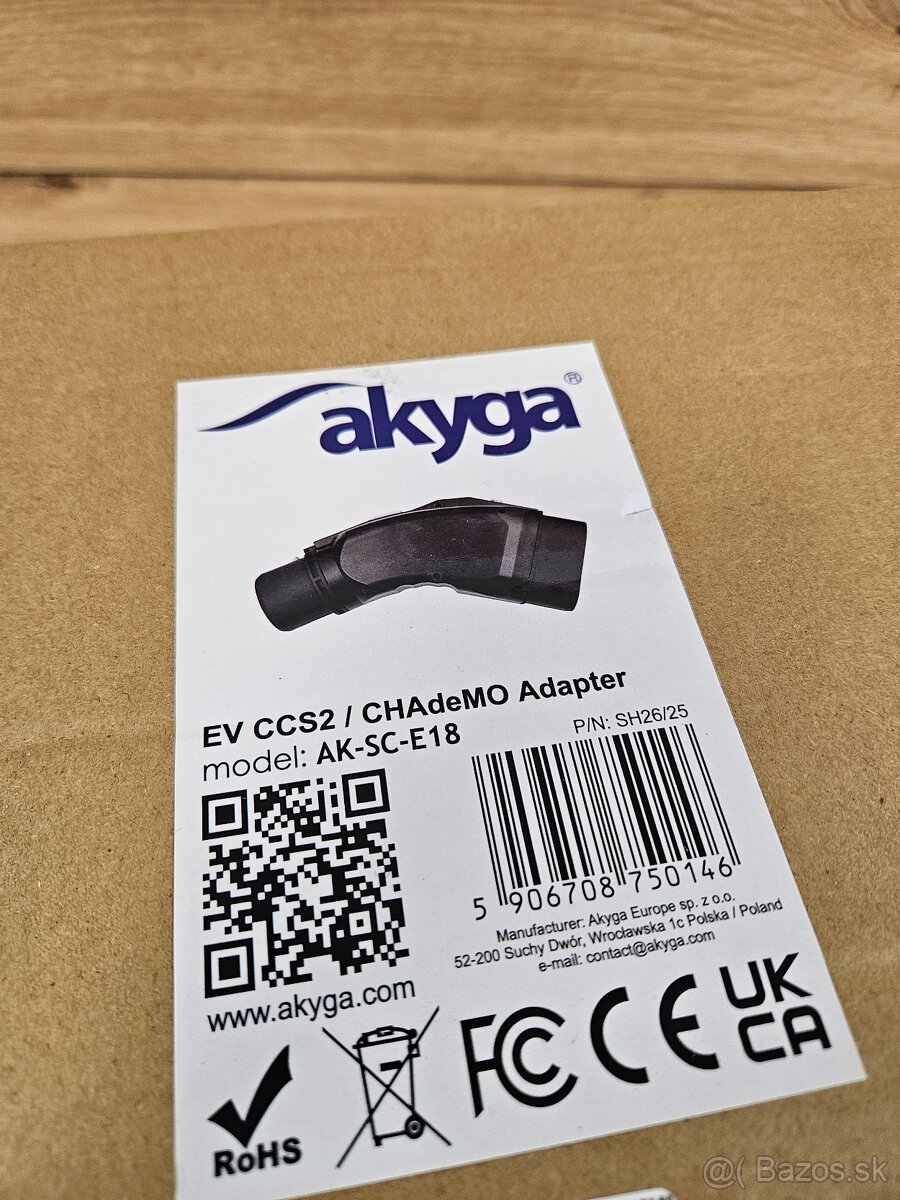 akyga®
EV CCS2 / CHAdeMO Adapter
model: AK-SC-E18
P/N: SH26/25
5 906708 750146
Manufacturer: Akyga Europe sp. z o.o.
52-200 Suchy Dwór, Wrocławska 1c Polska / Poland
e-mail: contact@akyga.com
www.akyga.com
RoHS
FC CE UK
CA
@( Bazos.sk